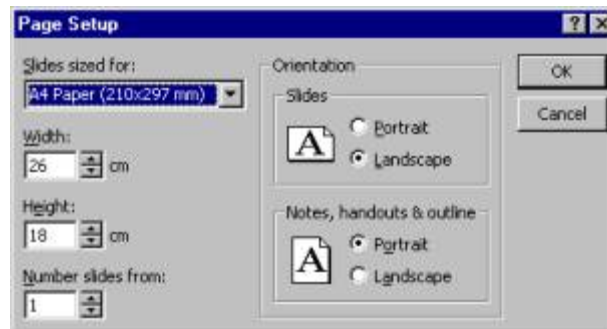 Page Setup
Slides sized for:
A4 Paper (210x297 mm)
Width:
26 cm
Height:
18 cm
Number slides from:
1
Orientation
Slides
A
Portrait
Landscape
Notes, handouts & outline
A
Portrait
Landscape
OK
Cancel